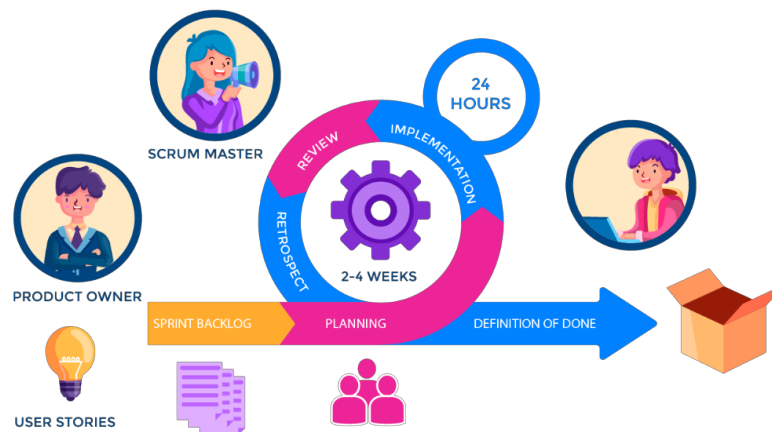 24
HOURS
SCRUM MASTER
REVIEW
IMPLEMENTATION
RETROSPECT
2-4 WEEKS
PRODUCT OWNER
SPRINT BACKLOG
PLANNING
DEFINITION OF DONE
USER STORIES